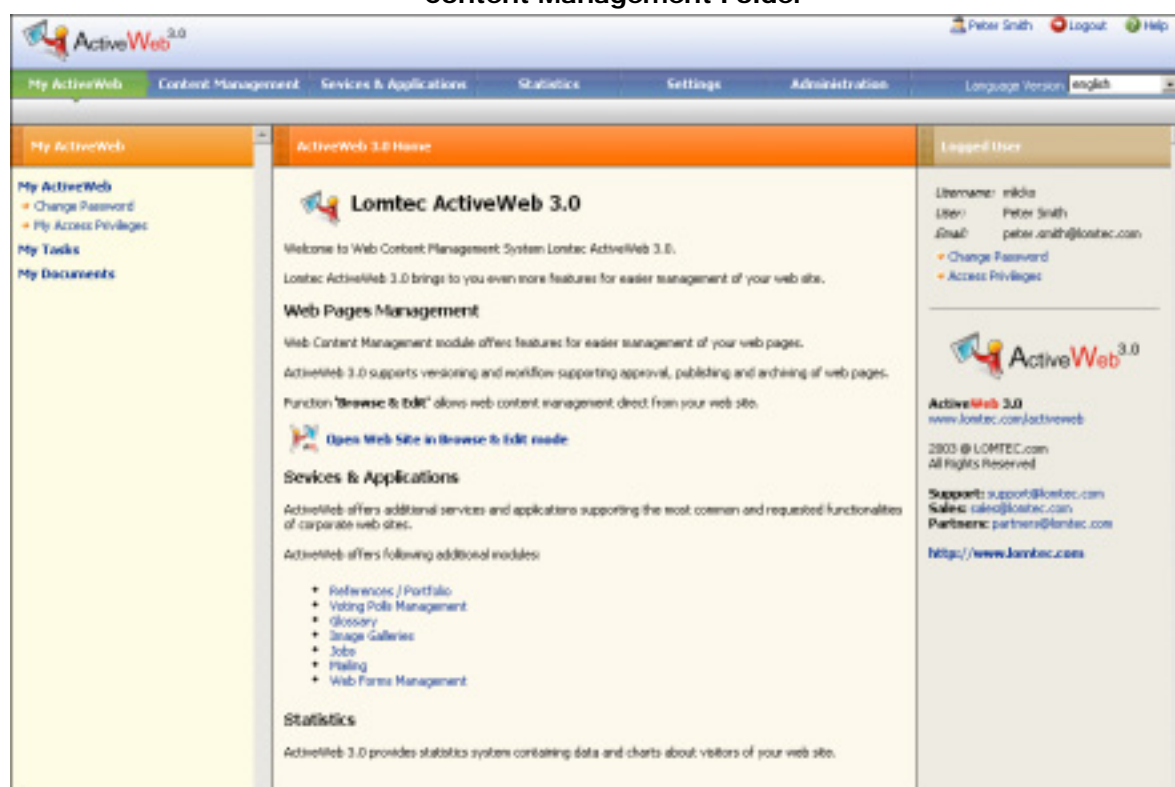 Content Management Folder
ActiveWeb 3.0
Peter Smith Logout Help
My ActiveWeb Content Management Sevices & Applications Statistics Settings Administration Language Version english
My ActiveWeb
My ActiveWeb
Change Password
My Access Privileges
My Tasks
My Documents
ActiveWeb 3.0 Home
Lomtec ActiveWeb 3.0
Welcome to Web Content Management System Lomtec ActiveWeb 3.0.
Lomtec ActiveWeb 3.0 brings to you even more features for easier management of your web site.
Web Pages Management
Web Content Management module offers features for easier management of your web pages.
ActiveWeb 3.0 supports versioning and workflow supporting approval, publishing and archiving of web pages.
Function "Browse & Edit" allows web content management direct from your web site.
Open Web Site in Browse & Edit mode
Sevices & Applications
ActiveWeb offers additional services and applications supporting the most common and requested functionalities
of corporate web sites.
ActiveWeb offers following additional modules:
References / Portfolio
Voting Polls Management
Glossary
Image Galleries
Jobs
Mailing
Web Forms Management
Statistics
ActiveWeb 3.0 provides statistics system containing data and charts about visitors of your web site.
Logged User
Username:
User: Peter Smith
Email: peter.smith@lomtec.com
Change Password
Access Privileges
ActiveWeb 3.0
ActiveWeb 3.0
www.lomtec.com/activeweb
2003 @ LOMTEC.com
All Rights Reserved
Support: support@lomtec.com
Sales: sales@lomtec.com
Partners: partners@lomtec.com
http://www.lomtec.com